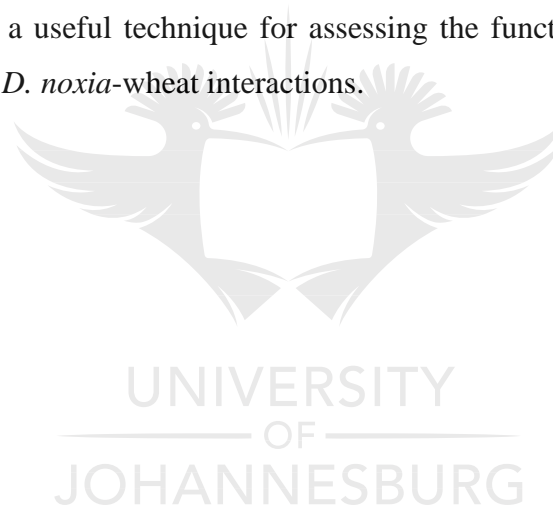 a useful technique for assessing the funct
D. noxia-wheat interactions.
UNIVERSITY
OF
JOHANNESBURG